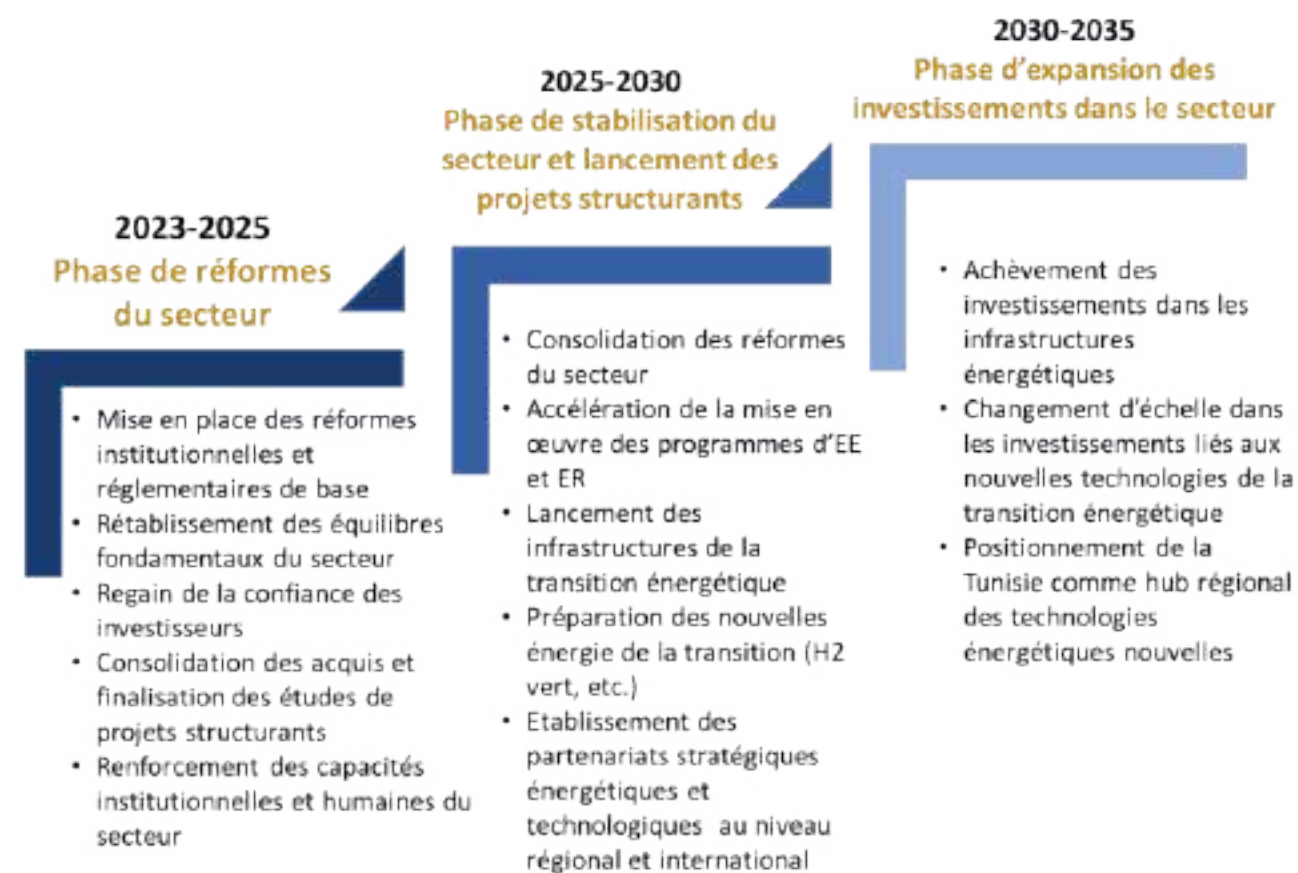 2023-2025
Phase de réformes
du secteur
• Mise en place des réformes
institutionnelles et
réglementaires de base
• Rétablissement des équilibres
fondamentaux du secteur
• Regain de la confiance des
investisseurs
• Consolidation des acquis et
finalisation des études de
projets structurants
• Renforcement des capacités
institutionnelles et humaines du
secteur
2025-2030
Phase de stabilisation du
secteur et lancement des
projets structurants
• Consolidation des réformes
du secteur
• Accélération de la mise en
œuvre des programmes d'EE
et ER
• Lancement des
infrastructures de la
transition énergétique
• Préparation des nouvelles
énergie de la transition (H2
vert, etc.)
• Etablissement des
partenariats stratégiques
énergétiques et
technologiques au niveau
régional et international
2030-2035
Phase d'expansion des
investissements dans le secteur
• Achèvement des
investissements dans les
infrastructures
énergétiques
• Changement d'échelle dans
les investissements liés aux
nouvelles technologies de la
transition énergétique
• Positionnement de la
Tunisie comme hub régional
des technologies
énergétiques nouvelles